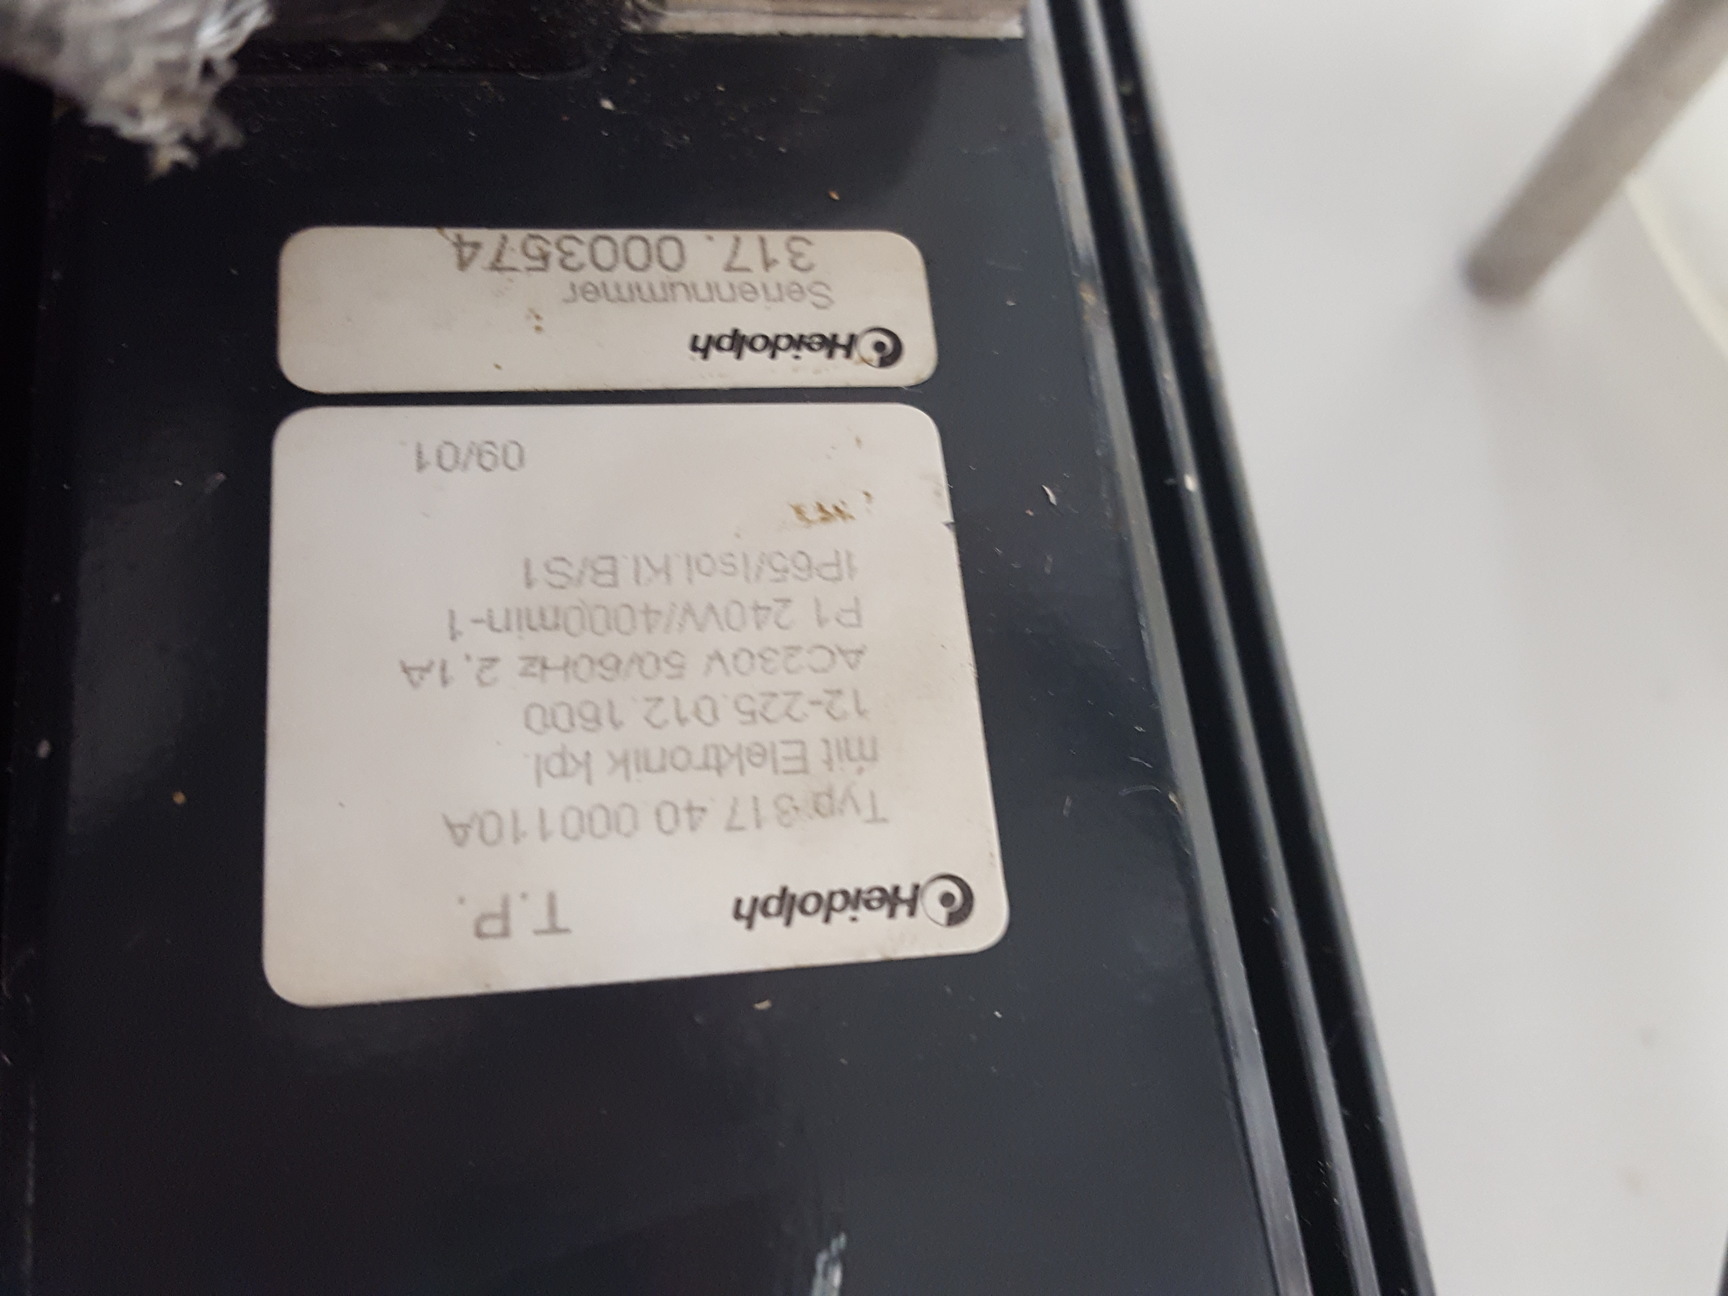 Heidolph T.P.
Typ 317.40.000110A
mit Elektronik kpl.
12-225.012.1600
AC230V 50/60Hz 2,1A
P1 240W/4000min-1
IP65/Isol.Kl.B/S1
09/01
Heidolph
Seriennummer
317. 0003574